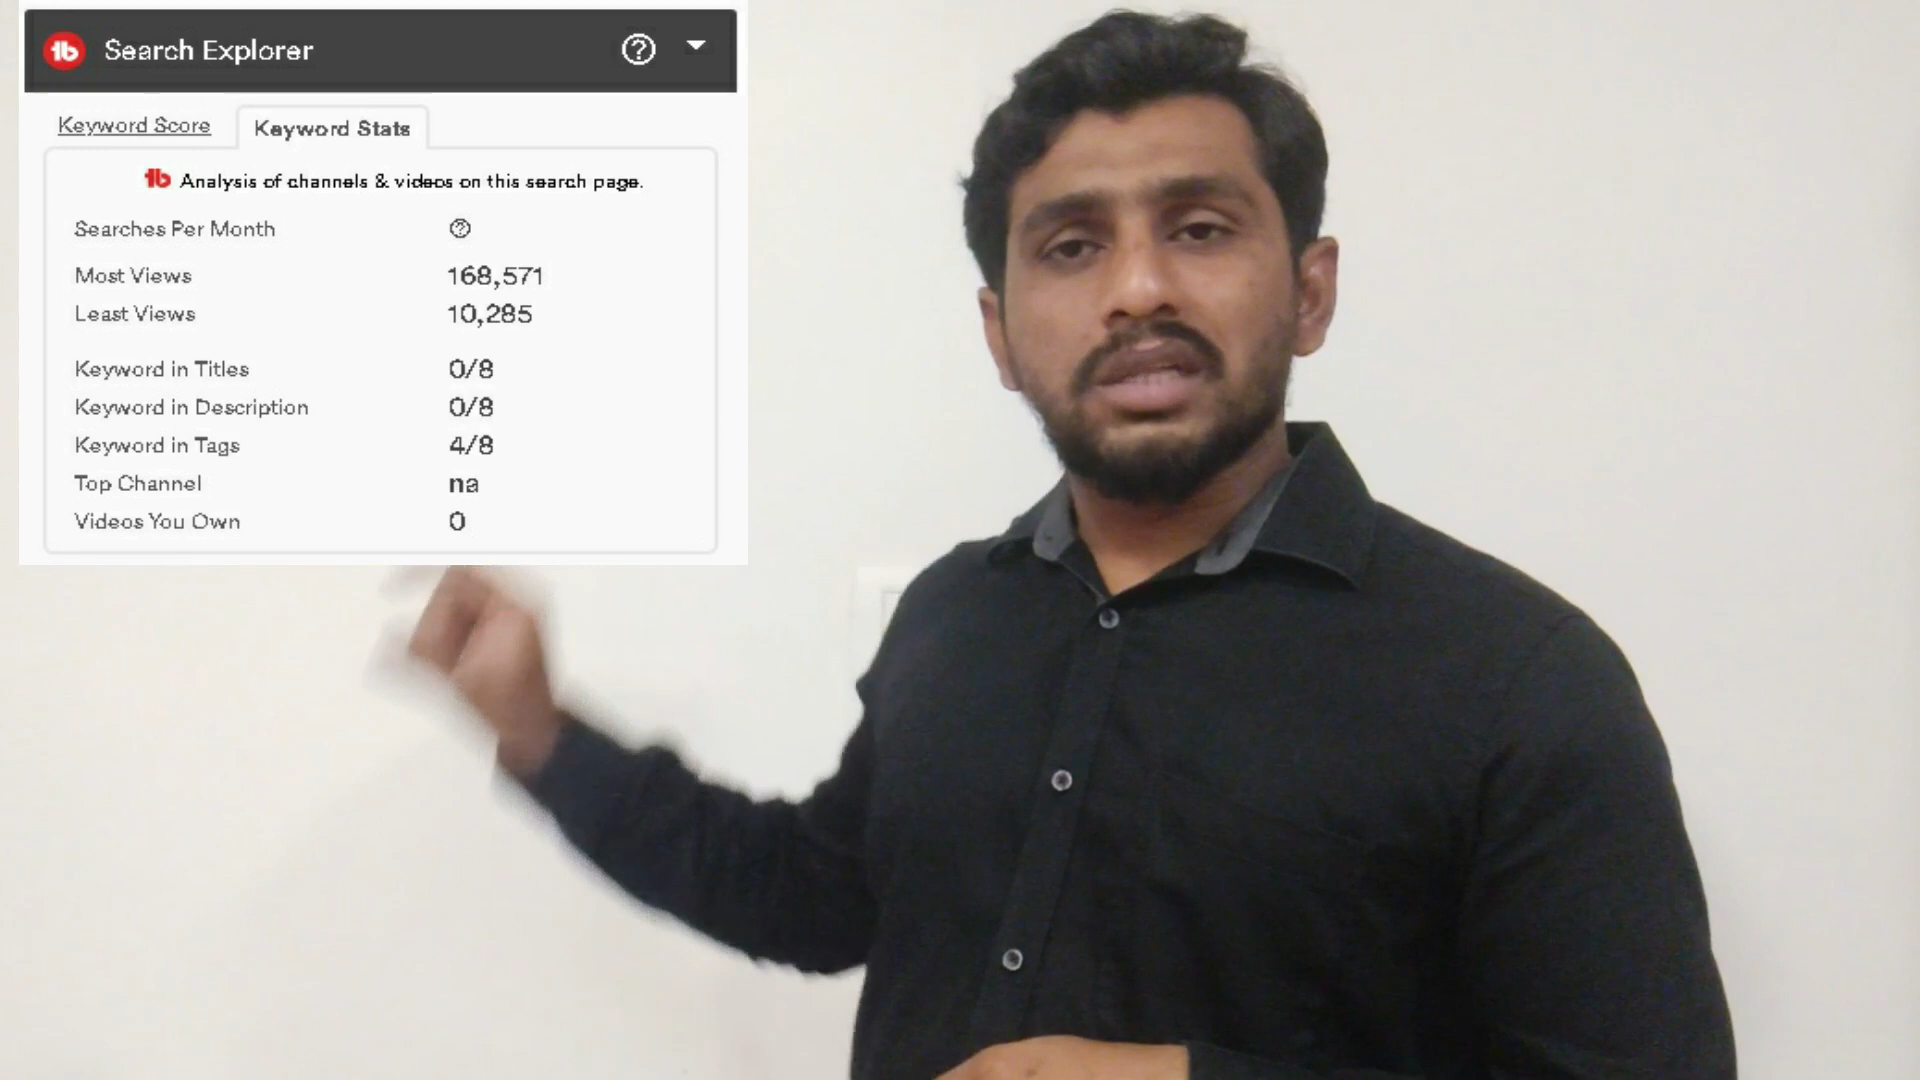 tb Search Explorer
Keyword Score Keyword Stats
tb Analysis of channels & videos on this search page.
Searches Per Month
Most Views 168,571
Least Views 10,285
Keyword in Titles 0/8
Keyword in Description 0/8
Keyword in Tags 4/8
Top Channel na
Videos You Own 0